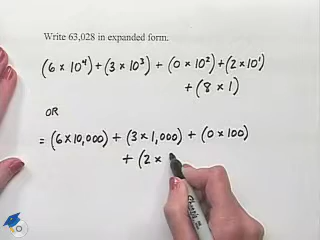 Write 63,028 in expanded form.
(6 × 10⁴) + (3 × 10³) + (0 × 10²) + (2 × 10¹)
+ (8 × 1)
OR
= (6 × 10,000) + (3 × 1,000) + (0 × 100)
+ (2 ×